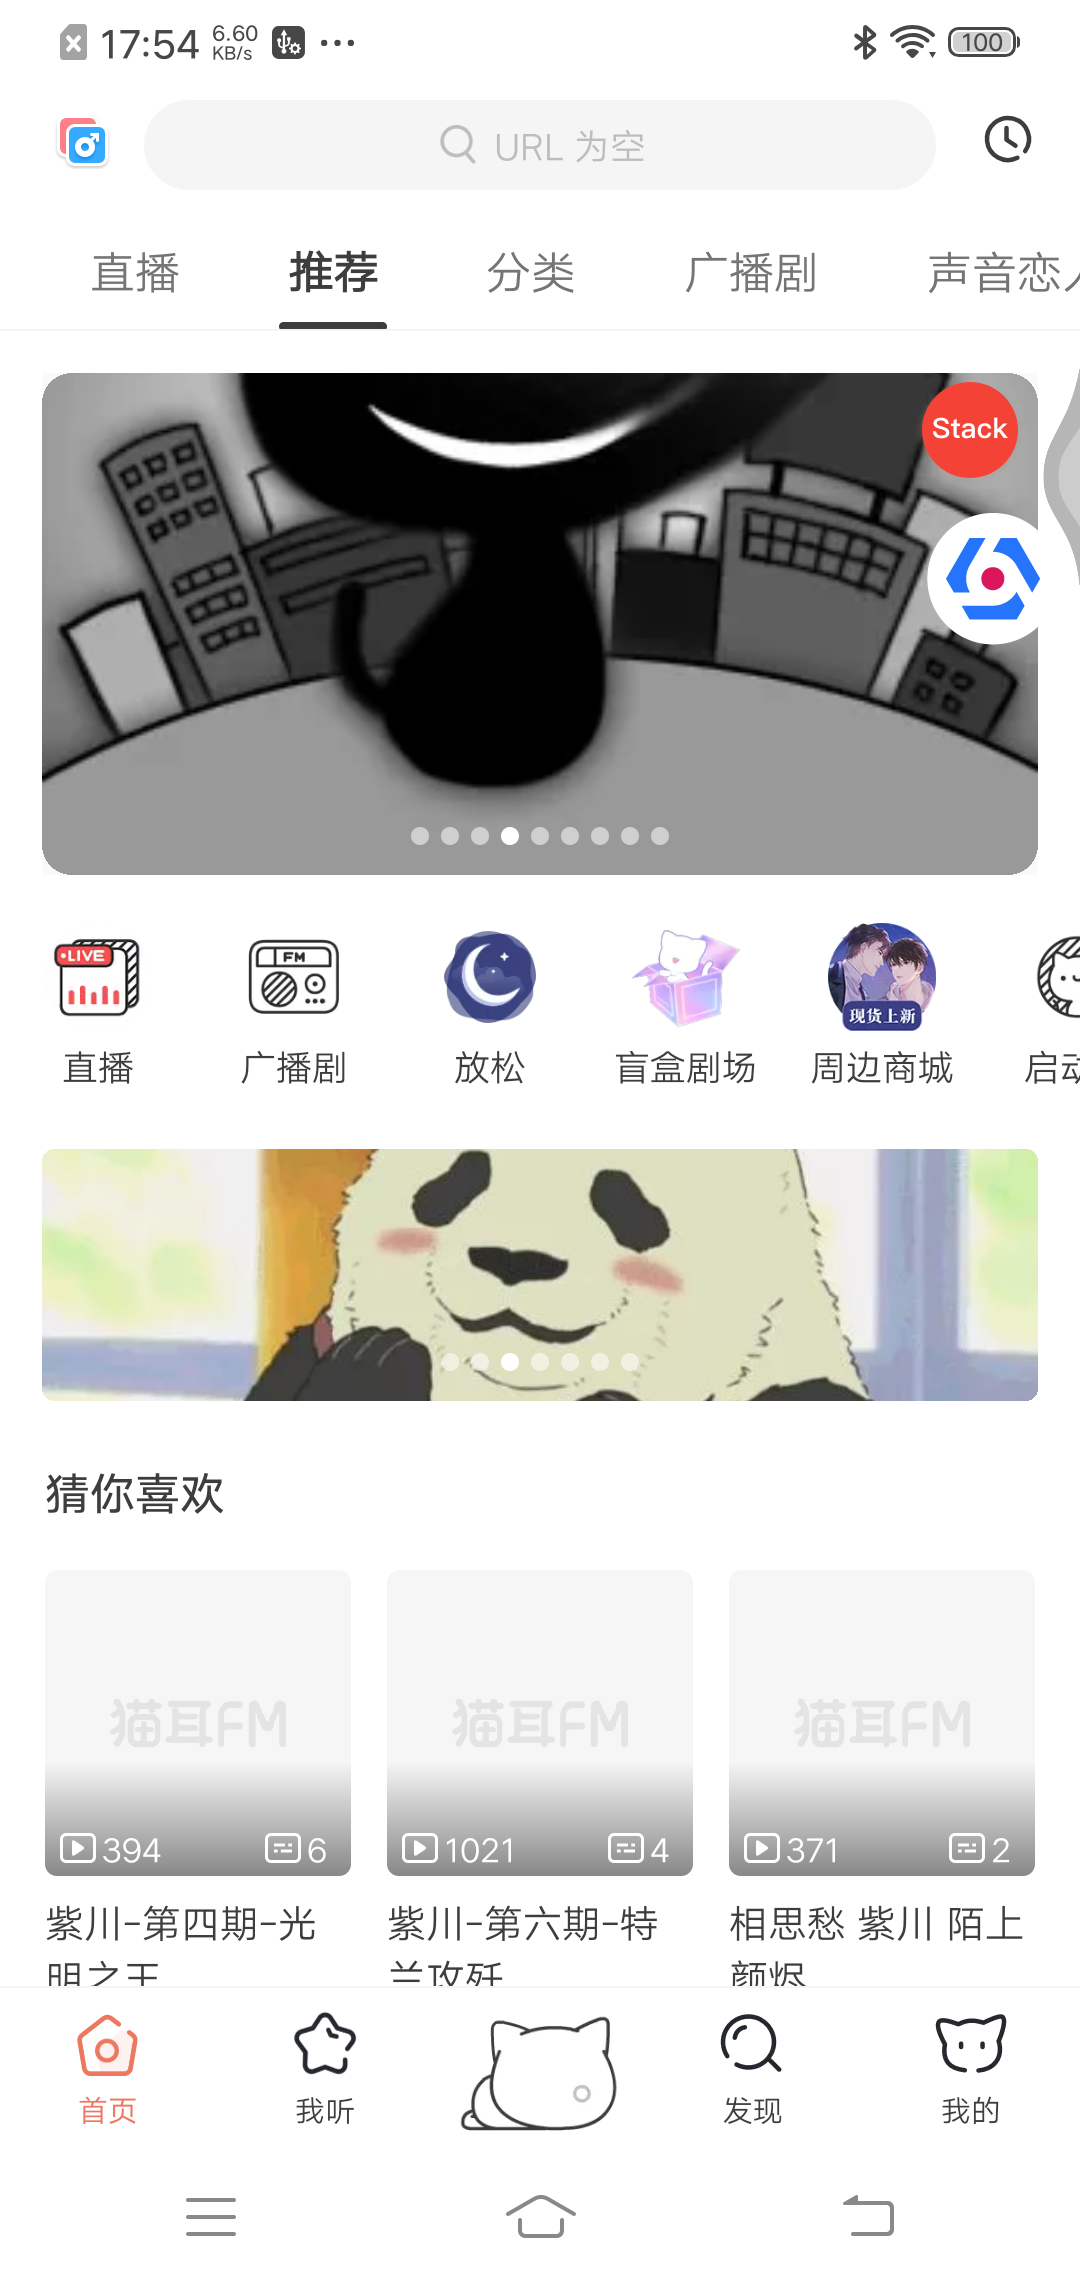 17:54 6.60 KB/s 100
URL 为空
直播 推荐 分类 广播剧 声音恋人
Stack
LIVE FM 现货上新
直播 广播剧 放松 盲盒剧场 周边商城 启动
猜你喜欢
猫耳FM 猫耳FM 猫耳FM
394 6 1021 4 371 2
紫川-第四期-光 紫川-第六期-特 相思愁 紫川 陌上
明之王 兰攻歼 颜烬
首页 我听 发现 我的